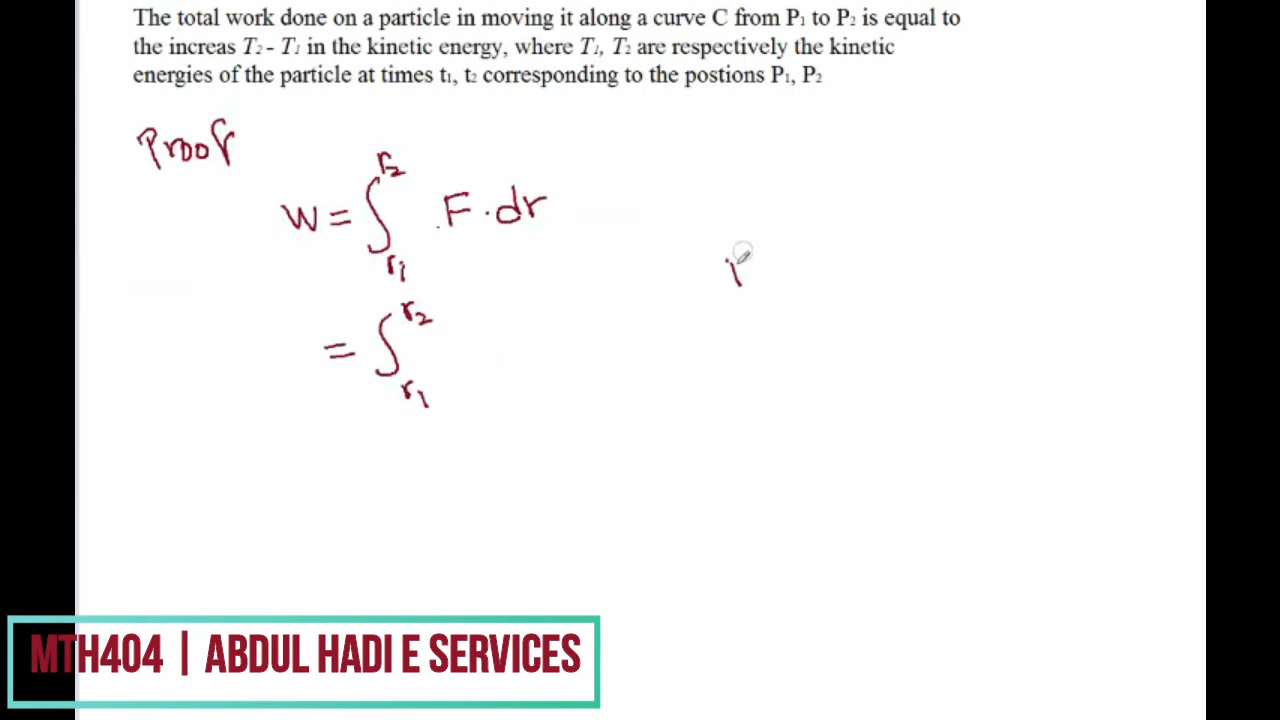 The total work done on a particle in moving it along a curve C from P₁ to P₂ is equal to
the increas T₂ - T₁ in the kinetic energy, where T₁, T₂ are respectively the kinetic
energies of the particle at times t₁, t₂ corresponding to the postions P₁, P₂
Proof
W = ∫ r₁ r₂ F . dr
= ∫ r₁ r₂
MTH404 | ABDUL HADI E SERVICES